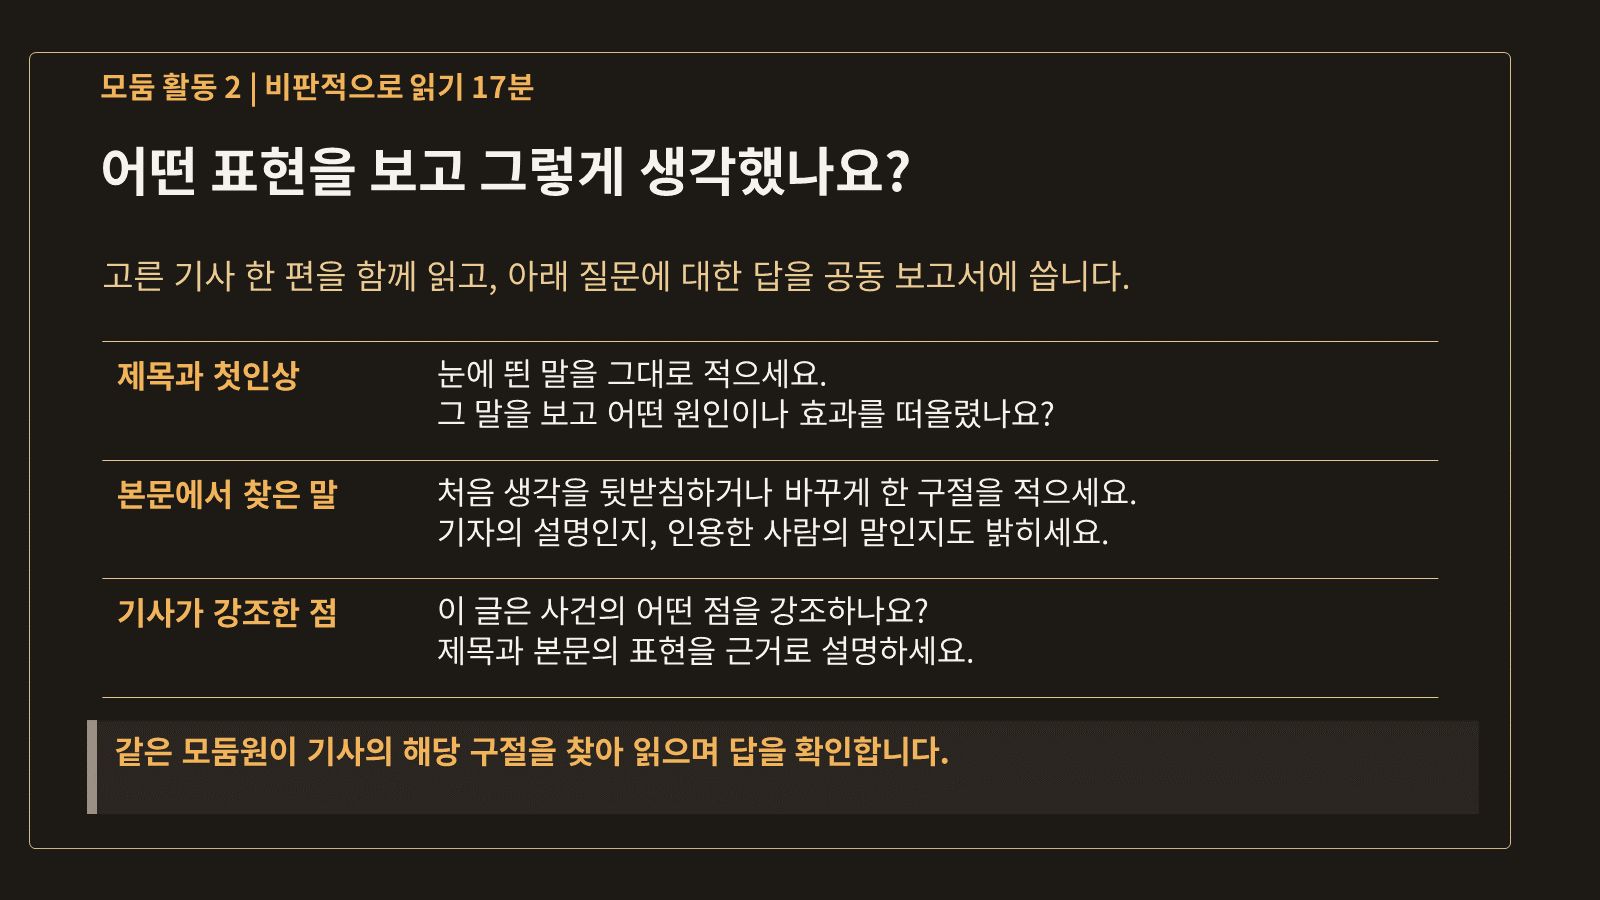 모둠 활동 2 | 비판적으로 읽기 17분
어떤 표현을 보고 그렇게 생각했나요?
고른 기사 한 편을 함께 읽고, 아래 질문에 대한 답을 공동 보고서에 씁니다.
제목과 첫인상
눈에 띈 말을 그대로 적으세요.
그 말을 보고 어떤 원인이나 효과를 떠올렸나요?
본문에서 찾은 말
처음 생각을 뒷받침하거나 바꾸게 한 구절을 적으세요.
기자의 설명인지, 인용한 사람의 말인지도 밝히세요.
기사가 강조한 점
이 글은 사건의 어떤 점을 강조하나요?
제목과 본문의 표현을 근거로 설명하세요.
같은 모둠원이 기사의 해당 구절을 찾아 읽으며 답을 확인합니다.